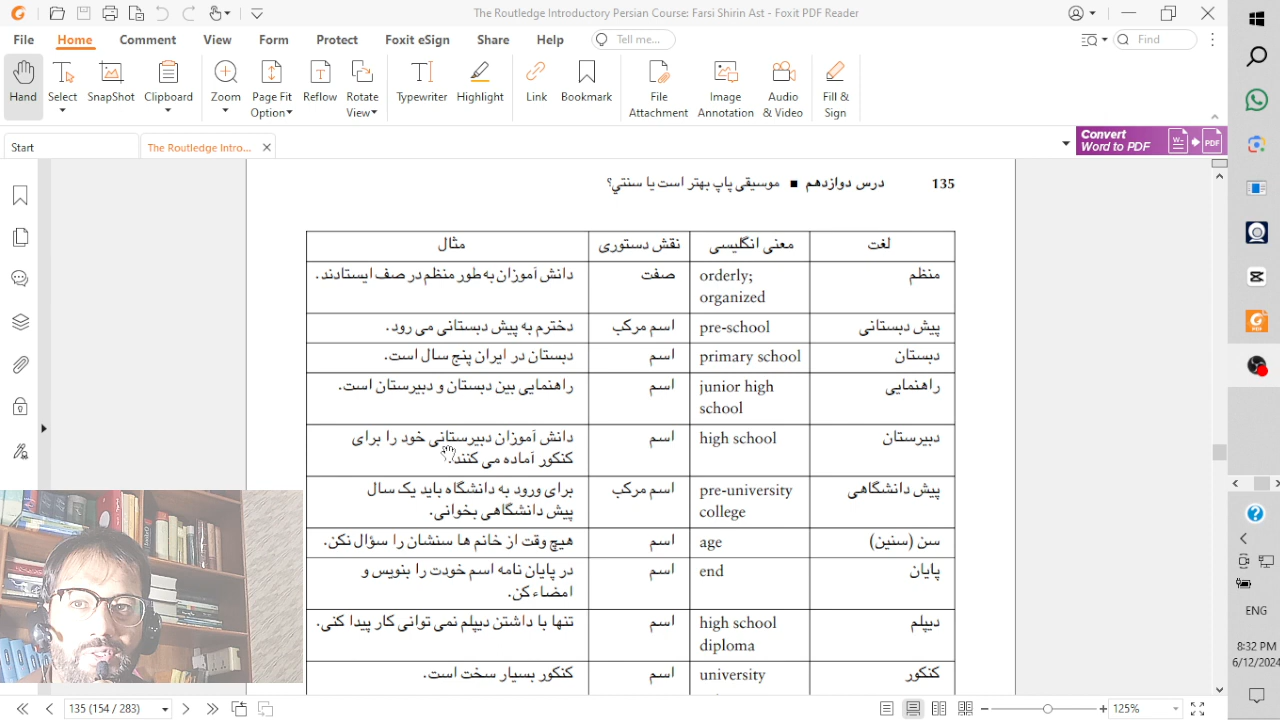 The Routledge Introductory Persian Course: Farsi Shirin Ast - Foxit PDF Reader
File Home Comment View Form Protect Foxit eSign Share Help Tell me... Find
Hand Select SnapShot Clipboard Zoom Page Fit Option Reflow Rotate View Typewriter Highlight Link Bookmark File Attachment Image Annotation Audio & Video Fill & Sign
Start The Routledge Intro... Convert Word to PDF
135 درس دوازدهم ■ موسیقی پاپ بهتر است یا سنتی؟
لغت معنی انگلیسی نقش دستوری مثال
منظم orderly; organized صفت دانش آموزان به طور منظم در صف ایستادند.
پیش دبستانی pre-school اسم مرکب دخترم به پیش دبستانی می رود.
دبستان primary school اسم دبستان در ایران پنج سال است.
راهنمایی junior high school اسم راهنمایی بین دبستان و دبیرستان است.
دبیرستان high school اسم دانش آموزان دبیرستانی خود را برای
کنکور آماده می کنند.
پیش دانشگاهی pre-university college اسم مرکب برای ورود به دانشگاه باید یک سال
پیش دانشگاهی بخوانی.
سن (سنین) age اسم هیچ وقت از خانم ها سنشان را سؤال نکن.
پایان end اسم در پایان نامه اسم خودت را بنویس و
امضاء کن.
دیپلم high school diploma اسم تنها با داشتن دیپلم نمی توانی کار پیدا کنی.
کنکور university اسم کنکور بسیار سخت است.
135 (154 / 283) 125%
ENG
8:32 PM
6/12/2024